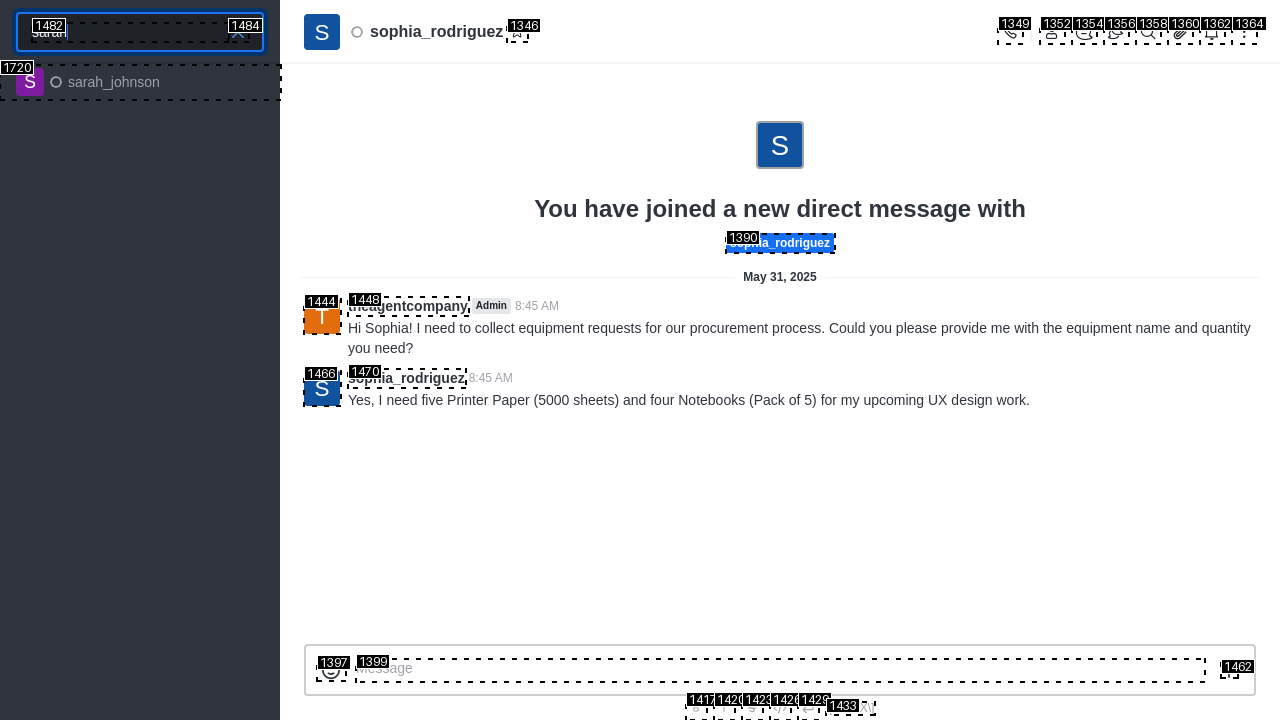 1482
sarah
1484
1720
S
sarah_johnson
S
sophia_rodriguez
1346
1349
1352
1354
1356
1358
1360
1362
1364
S
You have joined a new direct message with
1390
sophia_rodriguez
May 31, 2025
1444
T
1448
theagentcompany
Admin
8:45 AM
Hi Sophia! I need to collect equipment requests for our procurement process. Could you please provide me with the equipment name and quantity
you need?
1466
S
1470
sophia_rodriguez
8:45 AM
Yes, I need five Printer Paper (5000 sheets) and four Notebooks (Pack of 5) for my upcoming UX design work.
1397
1399
Message
1462
1417
1420
1423
1426
1429
1433